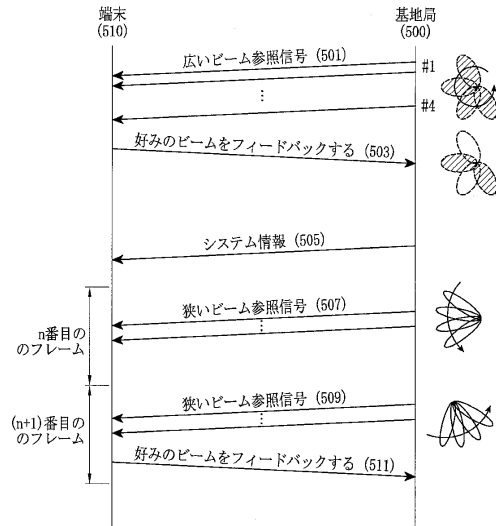 端末
(510)
基地局
(500)
広いビーム参照信号 (501)
#1
⋮
#4
好みのビームをフィードバックする (503)
システム情報 (505)
狭いビーム参照信号 (507)
⋮
n番目の
のフレーム
狭いビーム参照信号 (509)
⋮
(n+1)番目の
のフレーム
好みのビームをフィードバックする (511)